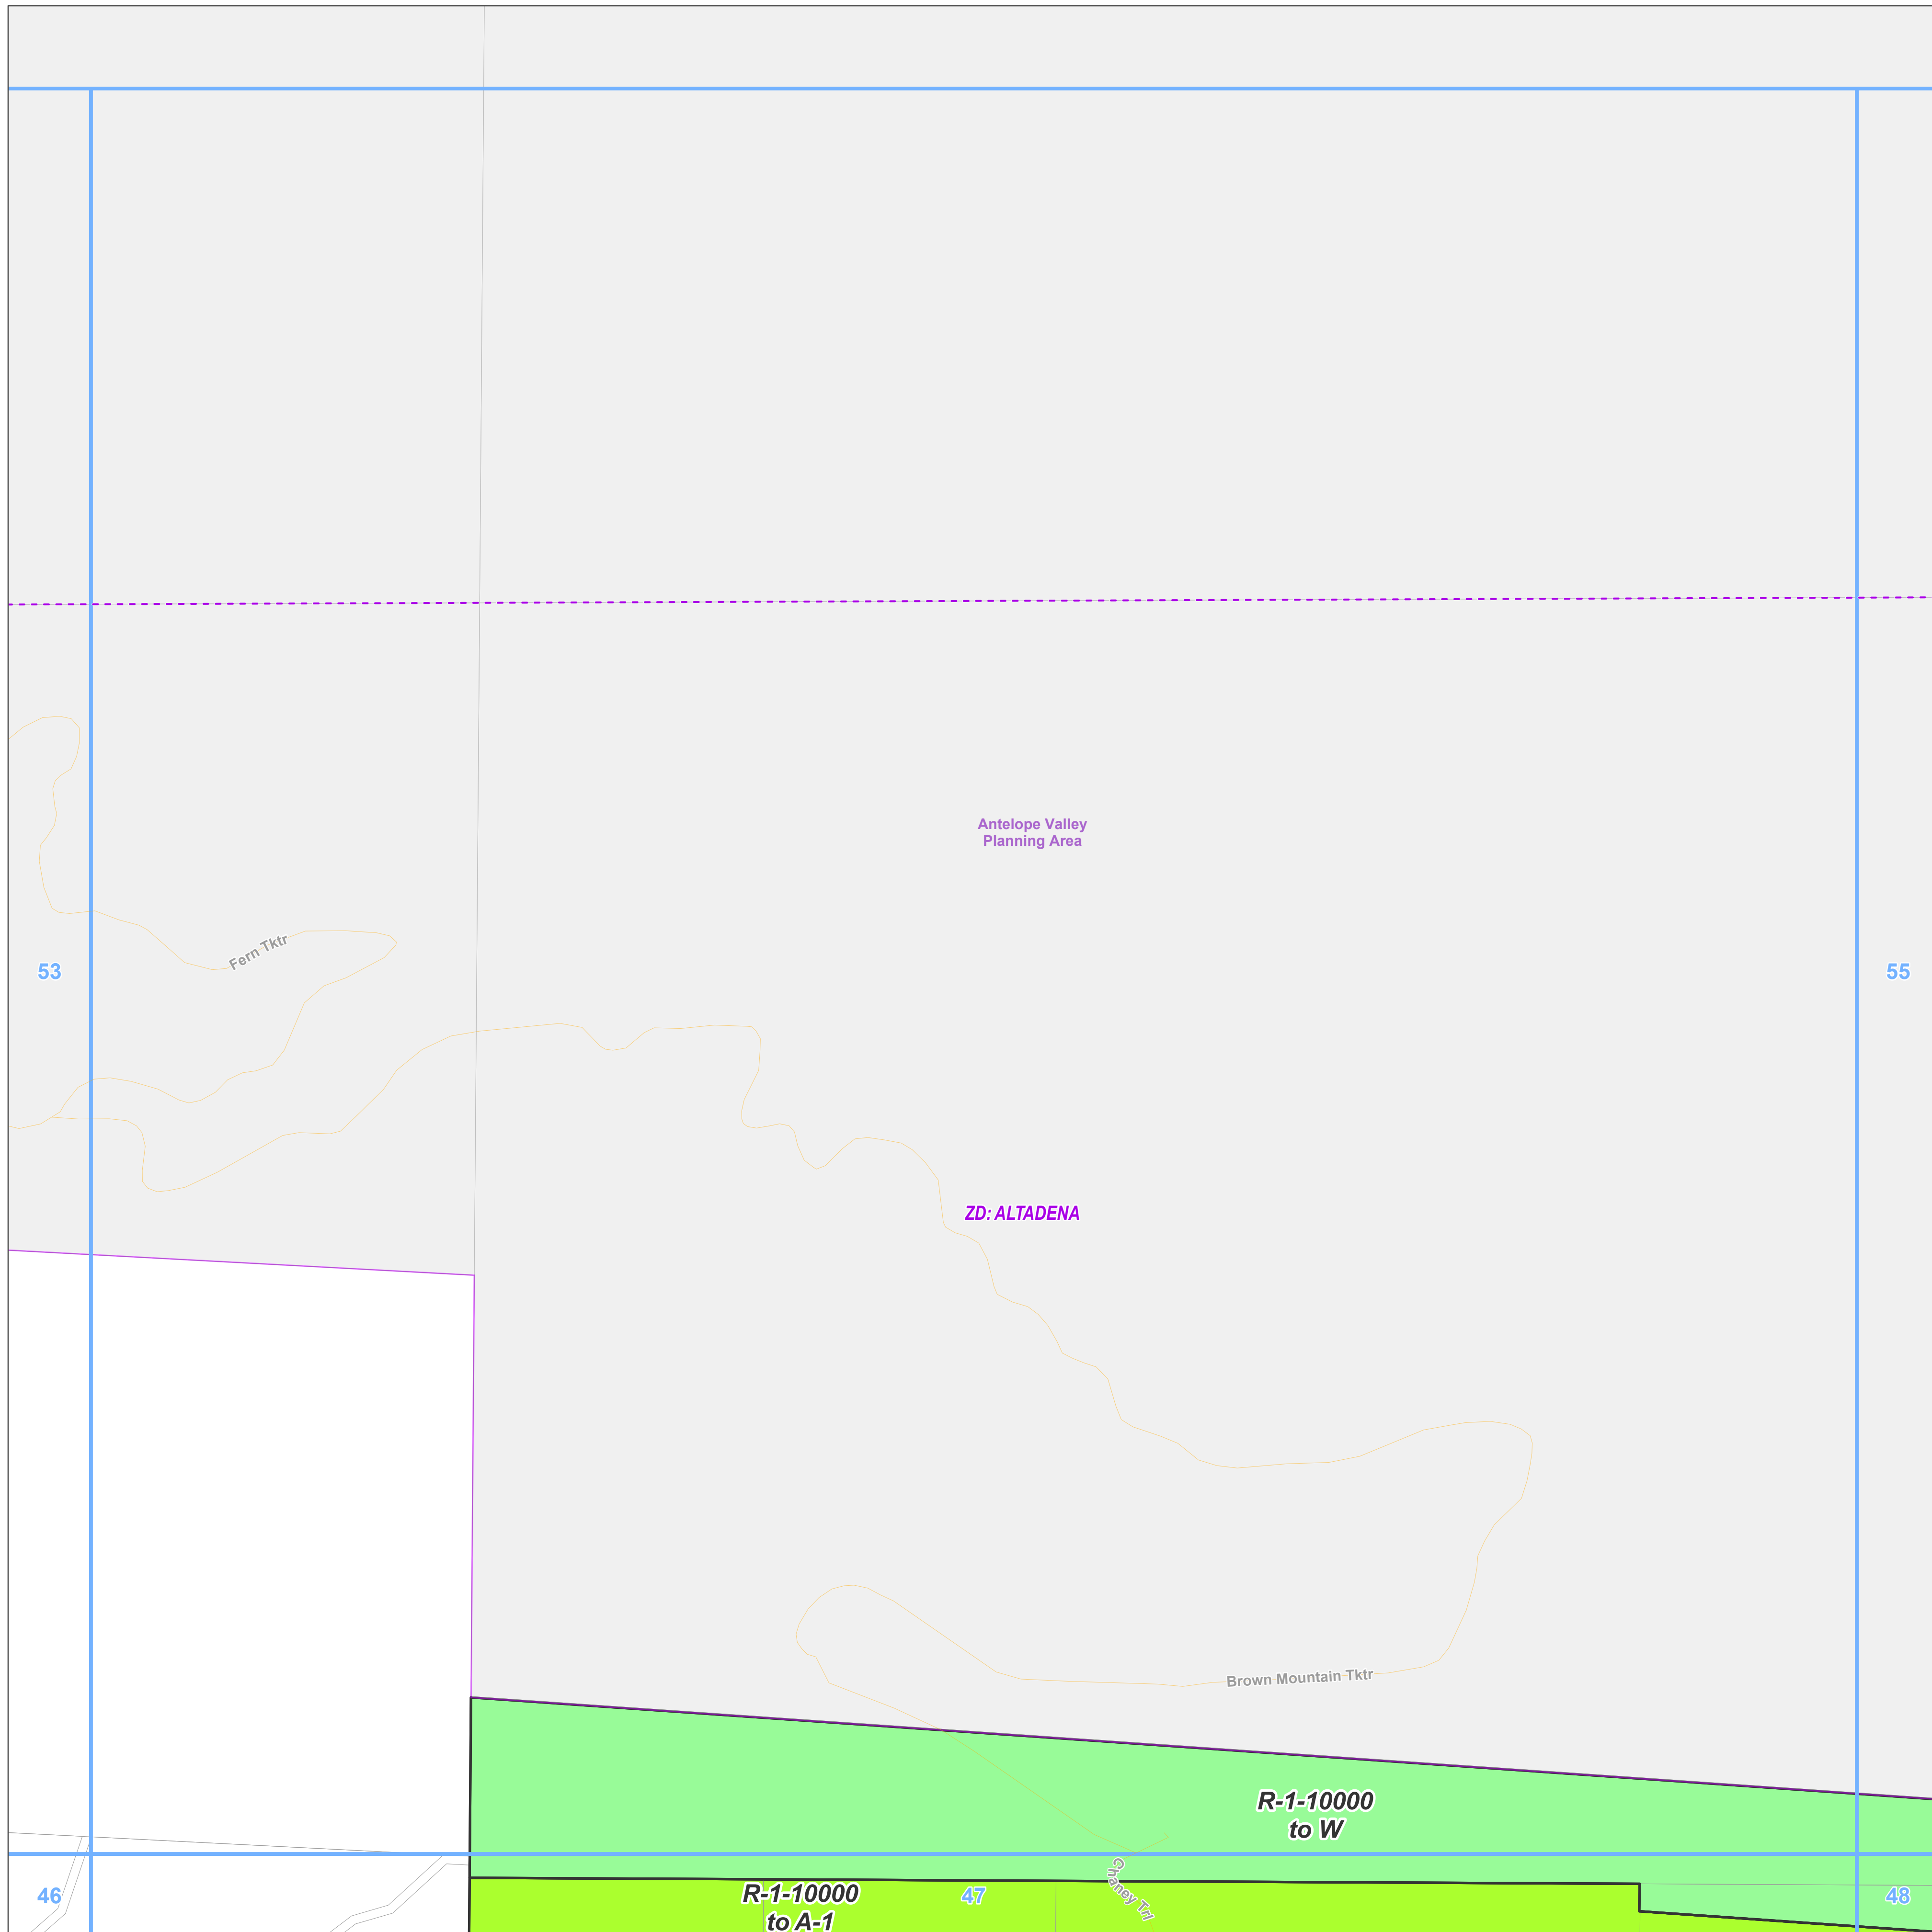 Antelope Valley
Planning Area
Fern Tktr
53
55
ZD: ALTADENA
Brown Mountain Tktr
R-1-10000
to W
Chaney Trl
46
R-1-10000
to A-1
47
48